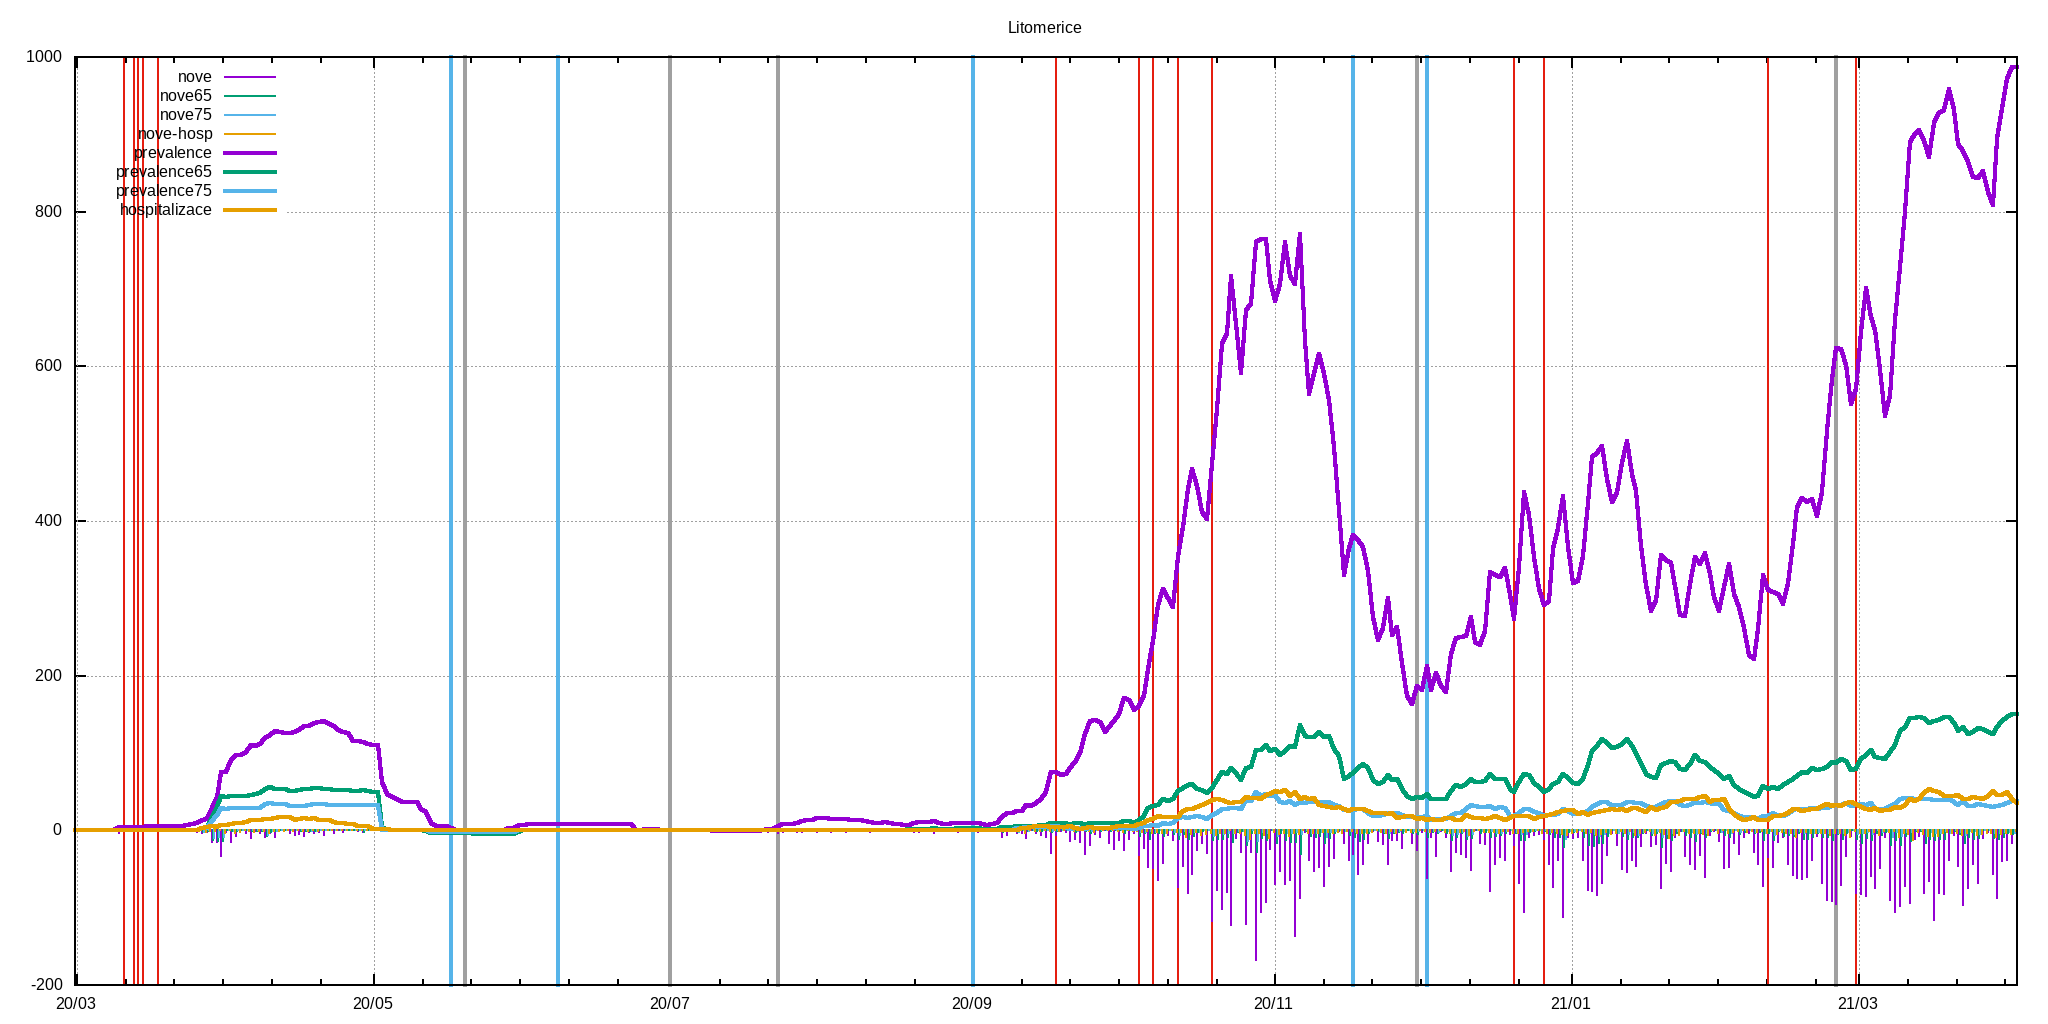 Litomerice
1000
800
600
400
200
0
-200
nove
nove65
nove75
nove-hosp
prevalence
prevalence65
prevalence75
hospitalizace
20/03 20/05 20/07 20/09 20/11 21/01 21/03